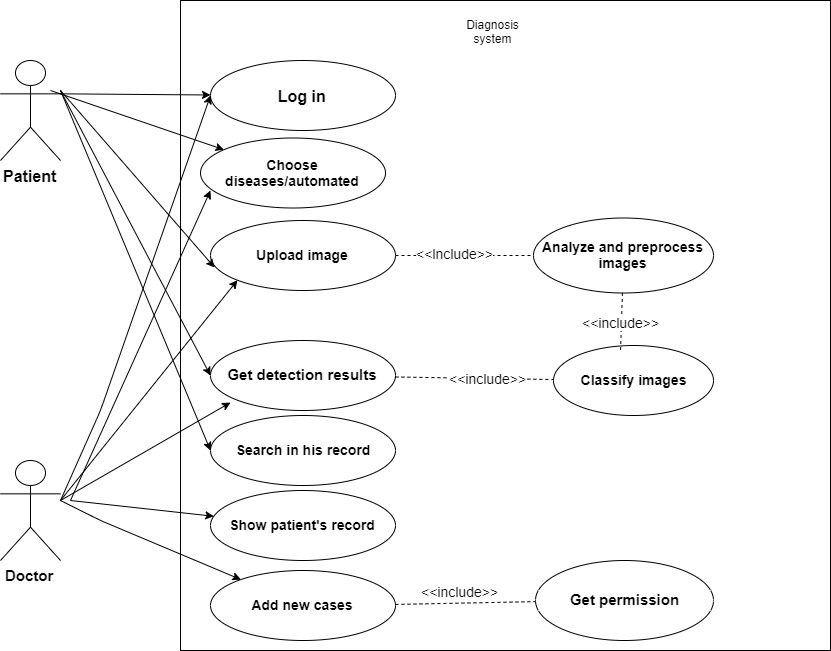 Diagnosis
system
Log in
Patient
Choose
diseases/automated
Upload image
<<Include>>
Analyze and preprocess
images
<<include>>
Get detection results
<<include>>
Classify images
Search in his record
Show patient's record
Doctor
Add new cases
<<include>>
Get permission